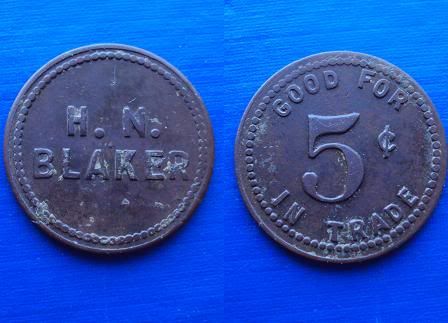 H. N.
BLAKER
GOOD FOR
5 ¢
IN TRADE